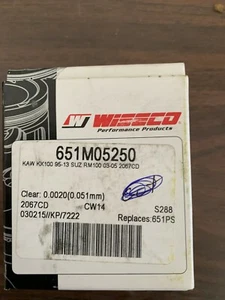 WISECO
Performance Products
651M05250
KAW KX100 95-13 SUZ RM100 03-05 2067CD
Clear: 0.0020(0.051mm)
2067CD CW14 S288
030215//KP/7222 Replaces:651PS